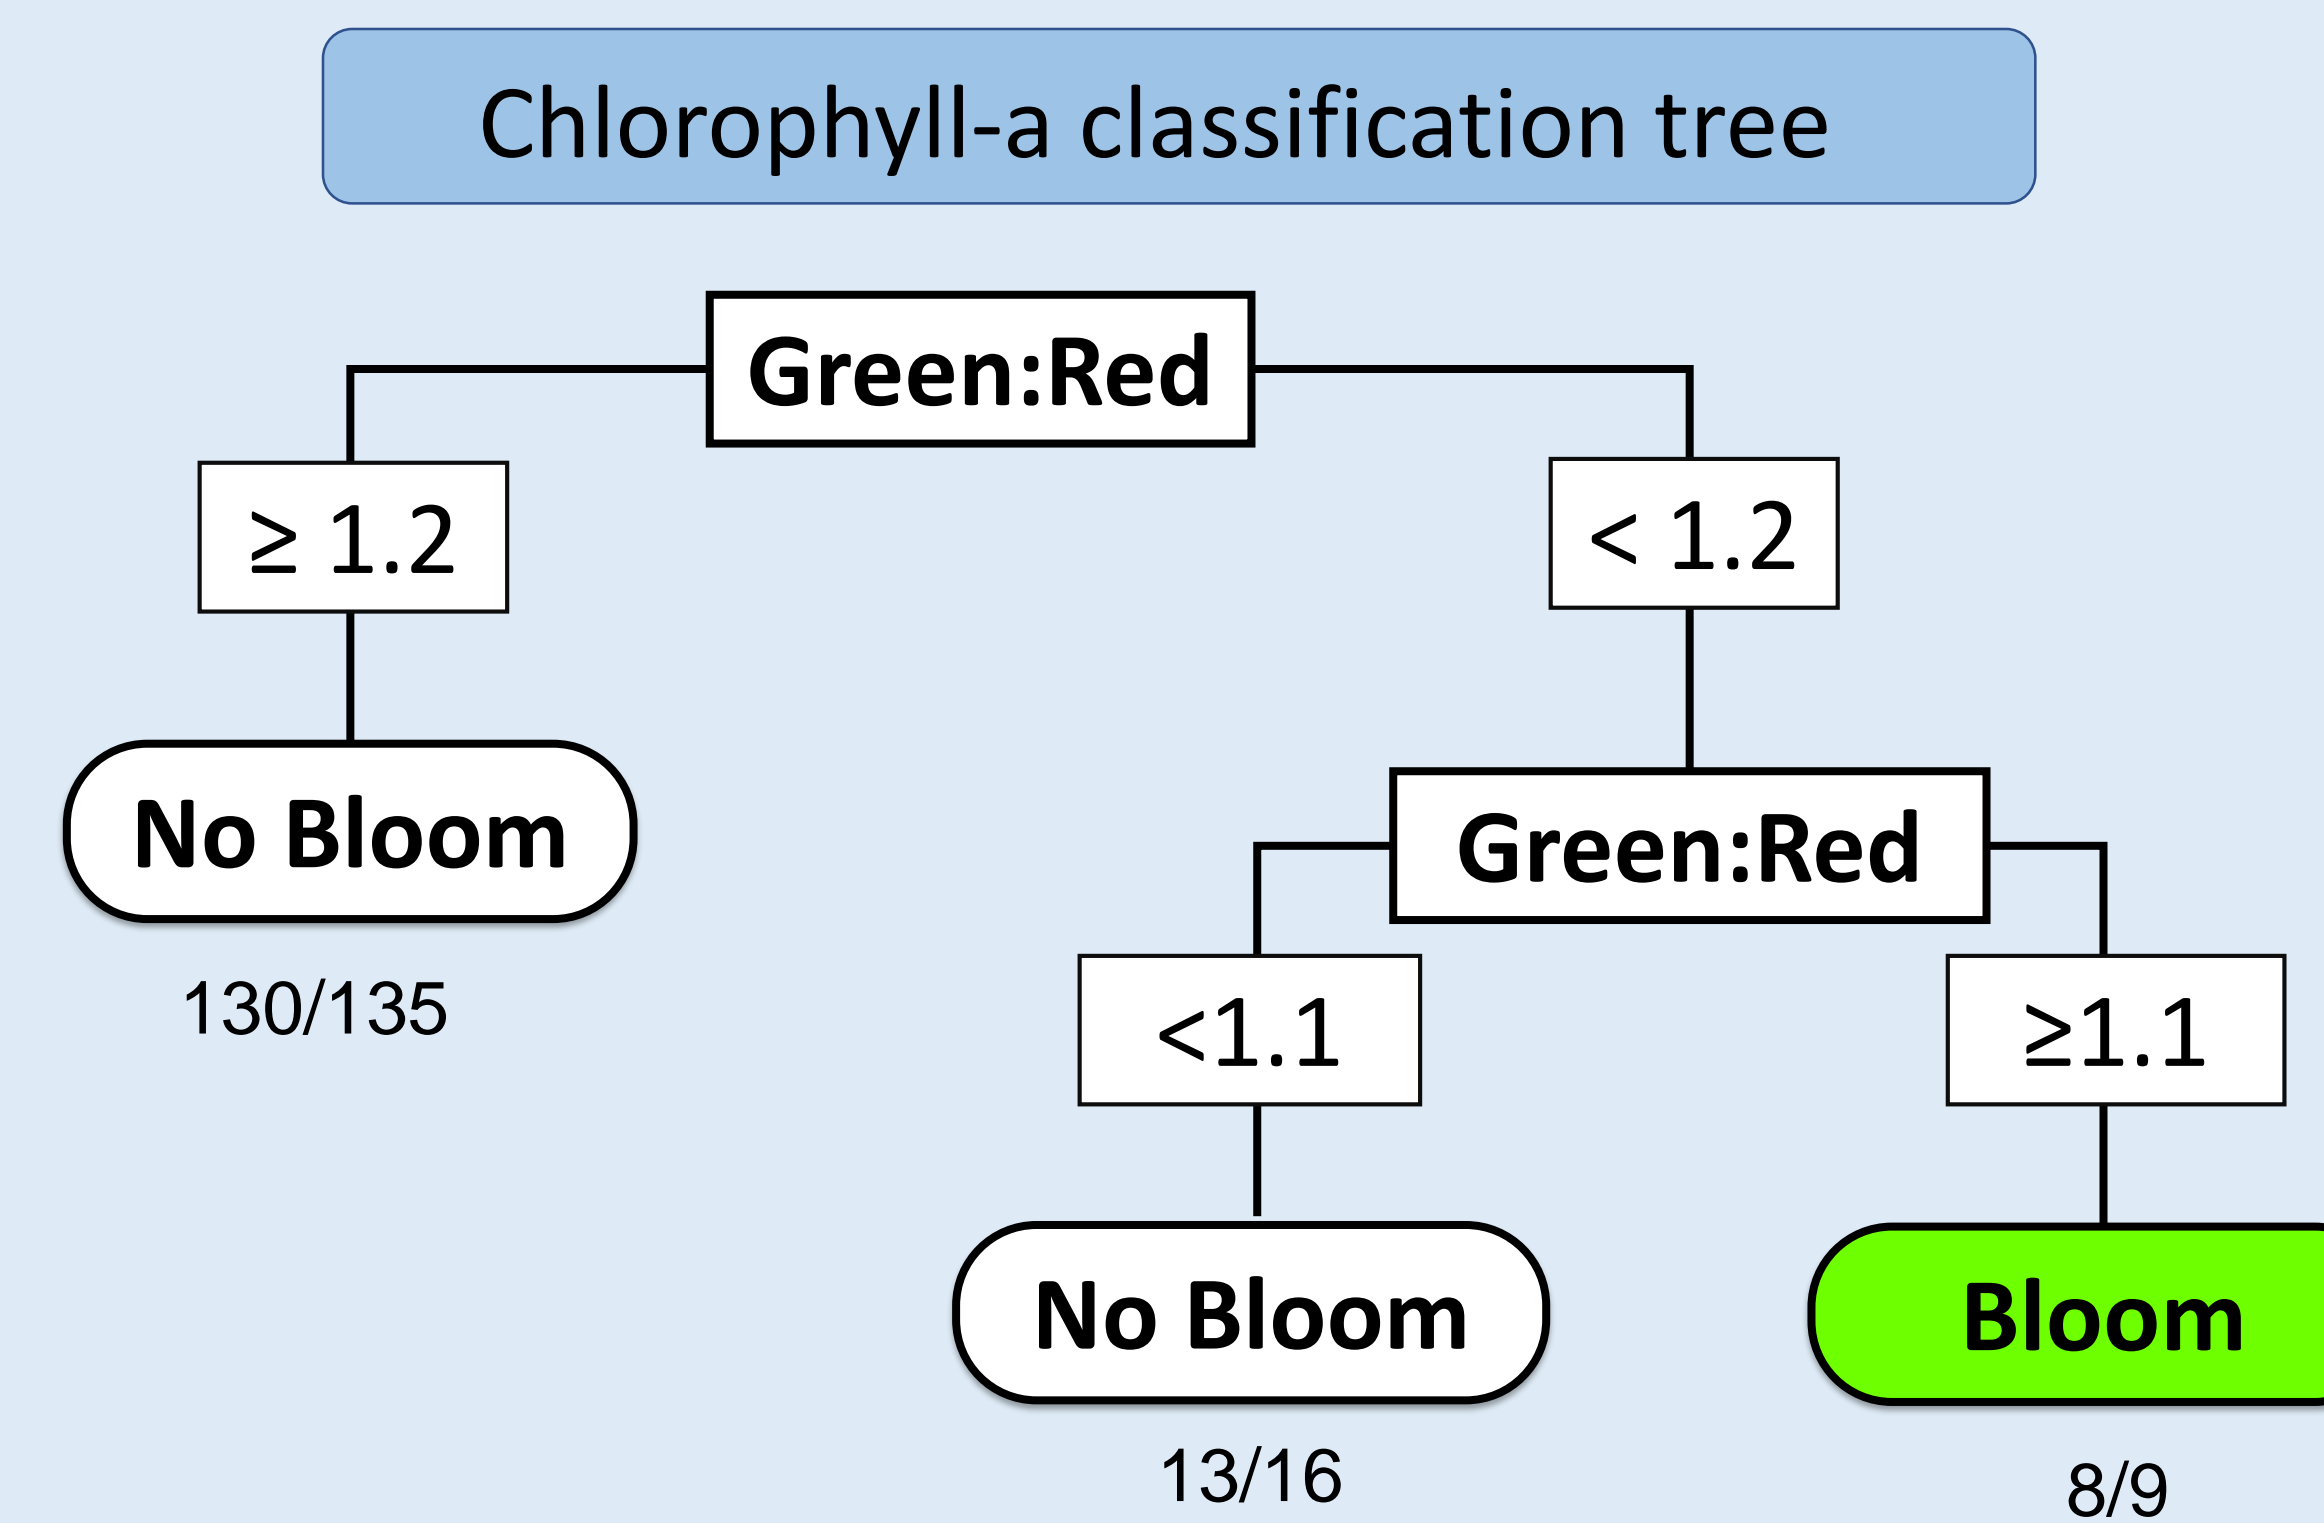 Chlorophyll-a classification tree
Green:Red
≥ 1.2
< 1.2
No Bloom
130/135
Green:Red
<1.1
≥1.1
No Bloom
Bloom
13/16
8/9